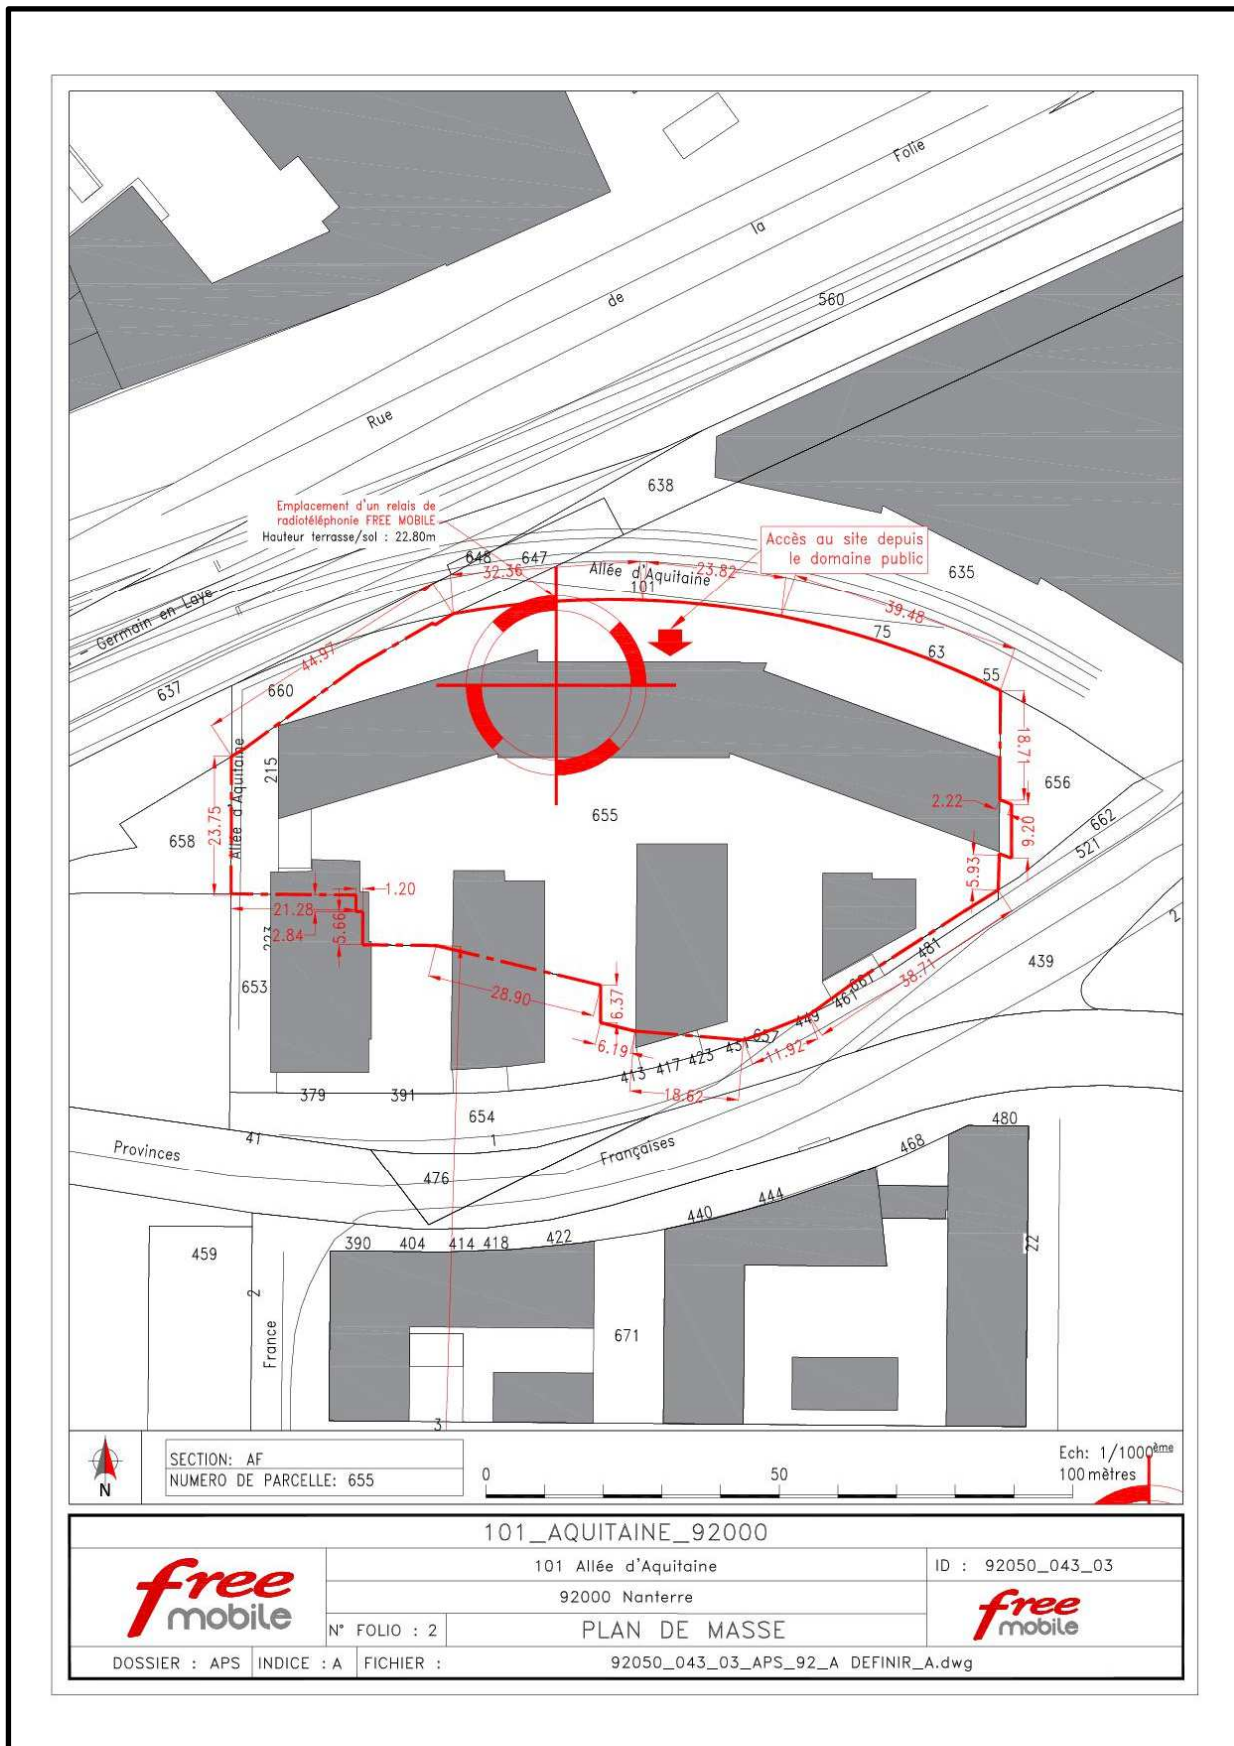 Folie
la
de
560
Rue
638
Emplacement d'un relais de
radiotéléphonie FREE MOBILE
Hauteur terrasse/sol : 22.80m
Accès au site depuis
le domaine public
648
647
32.36
Allée d'Aquitaine
101
23.82
635
39.48
- Germain en Laye
44.97
75
63
55
637
660
18.71
656
Allée d'Aquitaine
215
23.75
2.22
9.20
662
521
655
658
5.93
1.20
21.28
2.84
5.66
223
2
481
439
38.71
661
461
653
28.90
6.37
449
657
431
423
417
413
6.19
11.92
18.62
379
391
654
1
41
Provinces
Françaises
476
480
468
444
440
422
418
414
404
390
459
22
2
France
671
3
N
SECTION: AF
NUMERO DE PARCELLE: 655
0
50
100 mètres
Ech: 1/1000ème
101_AQUITAINE_92000
free
mobile
101 Allée d'Aquitaine
ID : 92050_043_03
92000 Nanterre
free
mobile
N° FOLIO : 2
PLAN DE MASSE
DOSSIER : APS
INDICE : A
FICHIER :
92050_043_03_APS_92_A DEFINIR_A.dwg